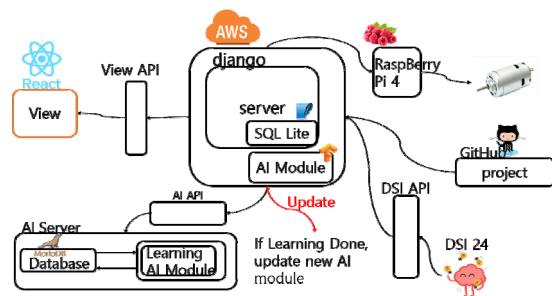 AWS
django
React
View API
View
server
SQL Lite
AI Module
RaspBerry
Pi 4
GitHub
project
AI API
Update
DSI API
AI Server
MariaDB
Database
Learning
AI Module
If Learning Done,
update new AI
module
DSI 24